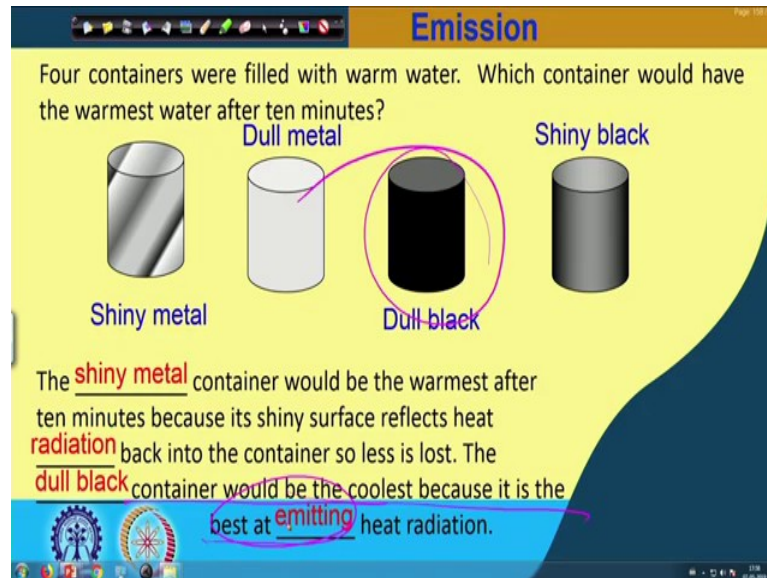 Emission
Four containers were filled with warm water. Which container would have
the warmest water after ten minutes?
Dull metal
Shiny black
Shiny metal
Dull black
The shiny metal container would be the warmest after
ten minutes because its shiny surface reflects heat
radiation back into the container so less is lost. The
dull black container would be the coolest because it is the
best at emitting heat radiation.